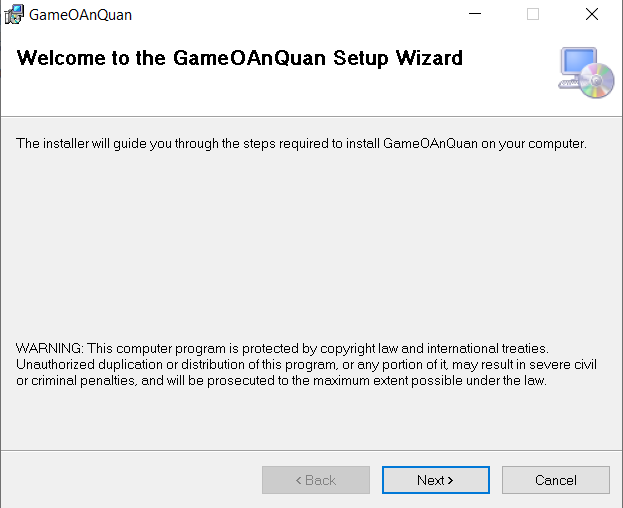 GameOAnQuan
Welcome to the GameOAnQuan Setup Wizard
The installer will guide you through the steps required to install GameOAnQuan on your computer.
WARNING: This computer program is protected by copyright law and international treaties.
Unauthorized duplication or distribution of this program, or any portion of it, may result in severe civil
or criminal penalties, and will be prosecuted to the maximum extent possible under the law.
< Back
Next >
Cancel